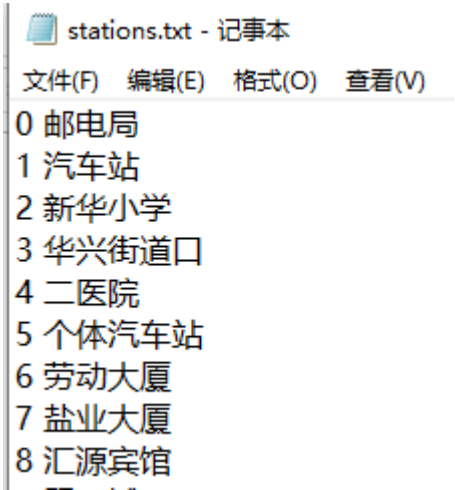 stations.txt - 记事本
文件(F) 编辑(E) 格式(O) 查看(V)
0 邮电局
1 汽车站
2 新华小学
3 华兴街道口
4 二医院
5 个体汽车站
6 劳动大厦
7 盐业大厦
8 汇源宾馆